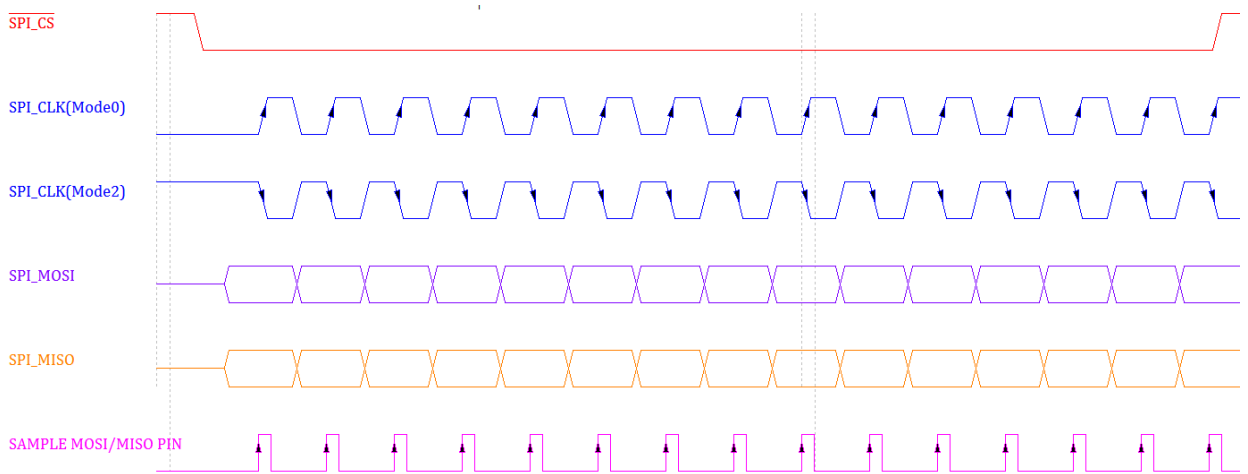 SPI_CS
SPI_CLK(Mode0)
SPI_CLK(Mode2)
SPI_MOSI
SPI_MISO
SAMPLE MOSI/MISO PIN